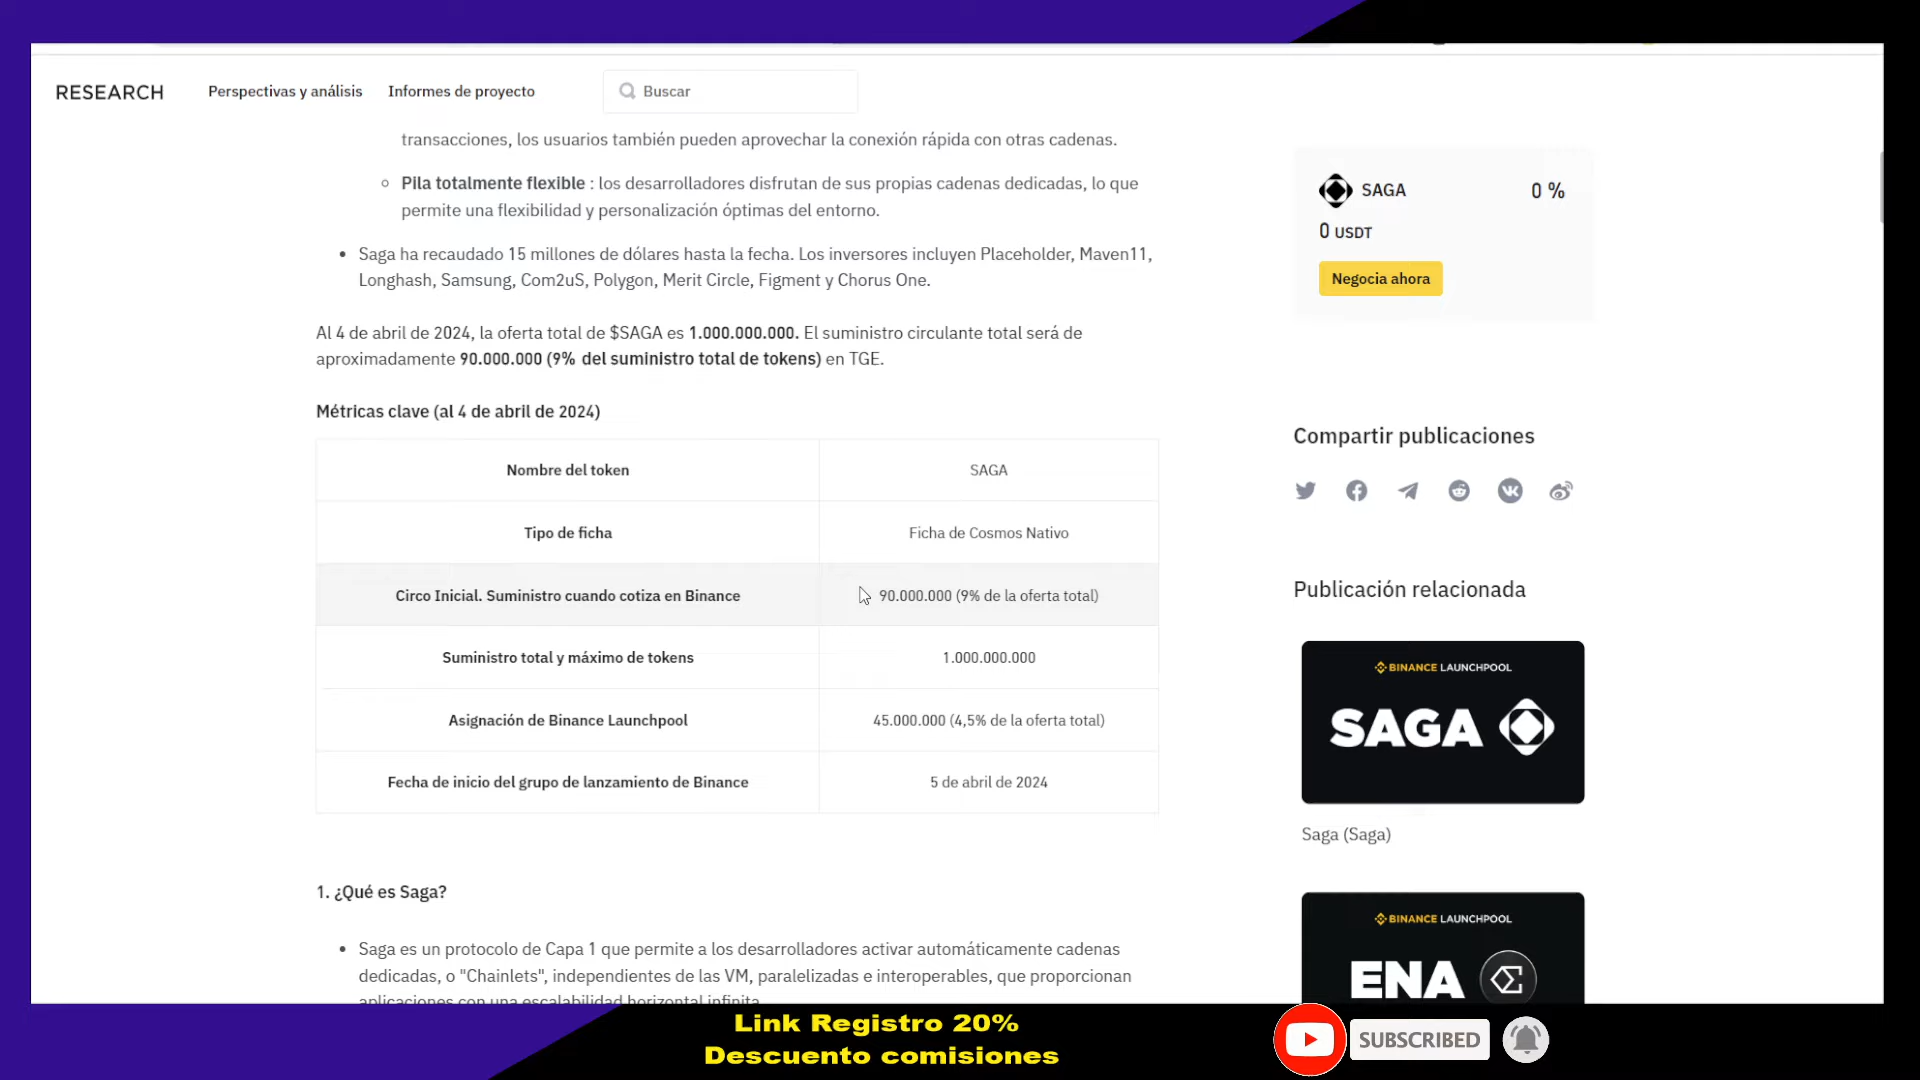 RESEARCH
Perspectivas y análisis
Informes de proyecto
Buscar
transacciones, los usuarios también pueden aprovechar la conexión rápida con otras cadenas.
Pila totalmente flexible : los desarrolladores disfrutan de sus propias cadenas dedicadas, lo que
permite una flexibilidad y personalización óptimas del entorno.
Saga ha recaudado 15 millones de dólares hasta la fecha. Los inversores incluyen Placeholder, Maven11,
Longhash, Samsung, Com2uS, Polygon, Merit Circle, Figment y Chorus One.
Al 4 de abril de 2024, la oferta total de $SAGA es 1.000.000.000. El suministro circulante total será de
aproximadamente 90.000.000 (9% del suministro total de tokens) en TGE.
Métricas clave (al 4 de abril de 2024)
Nombre del token
SAGA
Tipo de ficha
Ficha de Cosmos Nativo
Circo Inicial. Suministro cuando cotiza en Binance
90.000.000 (9% de la oferta total)
Suministro total y máximo de tokens
1.000.000.000
Asignación de Binance Launchpool
45.000.000 (4,5% de la oferta total)
Fecha de inicio del grupo de lanzamiento de Binance
5 de abril de 2024
1. ¿Qué es Saga?
Saga es un protocolo de Capa 1 que permite a los desarrolladores activar automáticamente cadenas
dedicadas, o "Chainlets", independientes de las VM, paralelizadas e interoperables, que proporcionan
aplicaciones con una escalabilidad horizontal infinita.
SAGA
0 %
0 USDT
Negocia ahora
Compartir publicaciones
Publicación relacionada
BINANCE LAUNCHPOOL
SAGA
Saga (Saga)
BINANCE LAUNCHPOOL
ENA
Link Registro 20%
Descuento comisiones
SUBSCRIBED